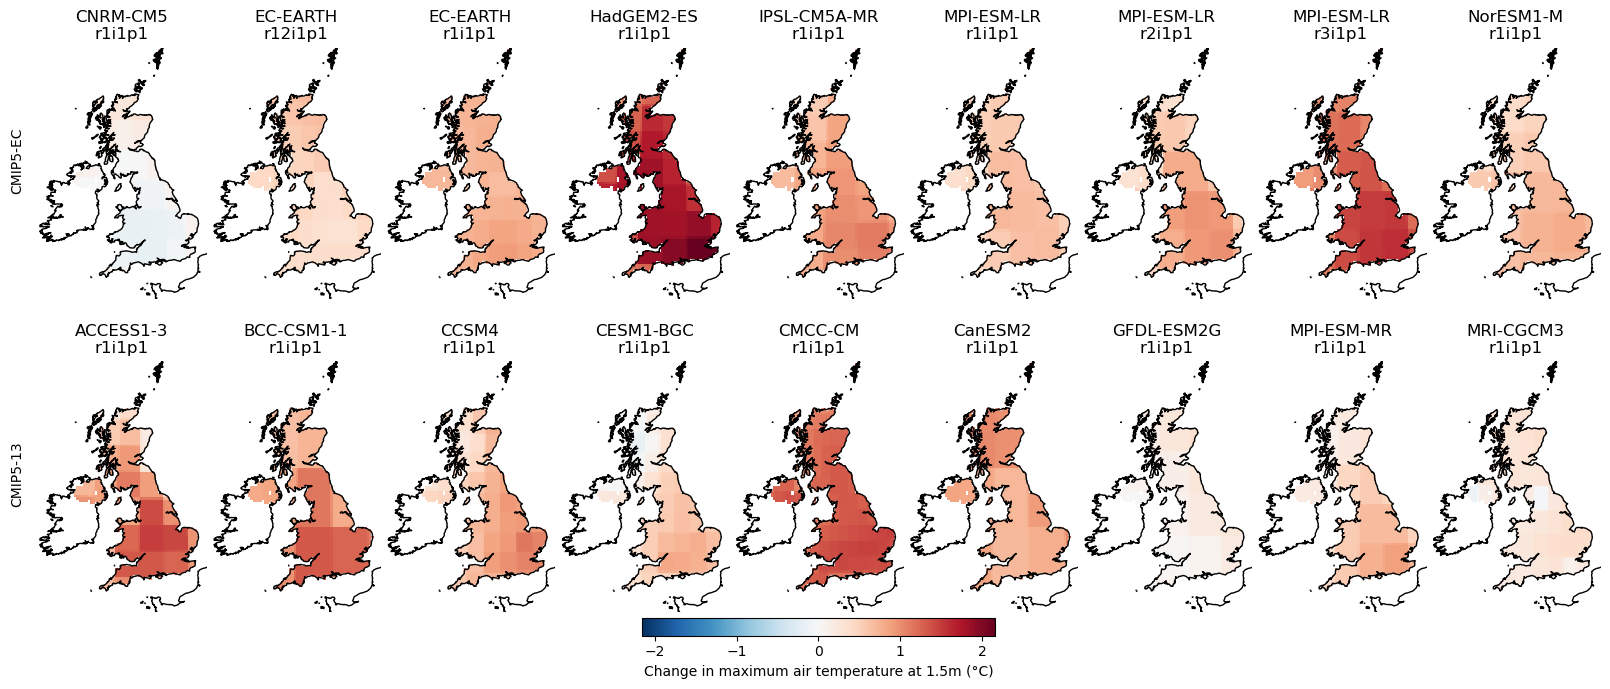 CNRM-CM5
r1i1p1
EC-EARTH
r12i1p1
EC-EARTH
r1i1p1
HadGEM2-ES
r1i1p1
IPSL-CM5A-MR
r1i1p1
MPI-ESM-LR
r1i1p1
MPI-ESM-LR
r2i1p1
MPI-ESM-LR
r3i1p1
NorESM1-M
r1i1p1
CMIP5-EC
ACCESS1-3
r1i1p1
BCC-CSM1-1
r1i1p1
CCSM4
r1i1p1
CESM1-BGC
r1i1p1
CMCC-CM
r1i1p1
CanESM2
r1i1p1
GFDL-ESM2G
r1i1p1
MPI-ESM-MR
r1i1p1
MRI-CGCM3
r1i1p1
CMIP5-13
−2 −1 0 1 2
Change in maximum air temperature at 1.5m (°C)